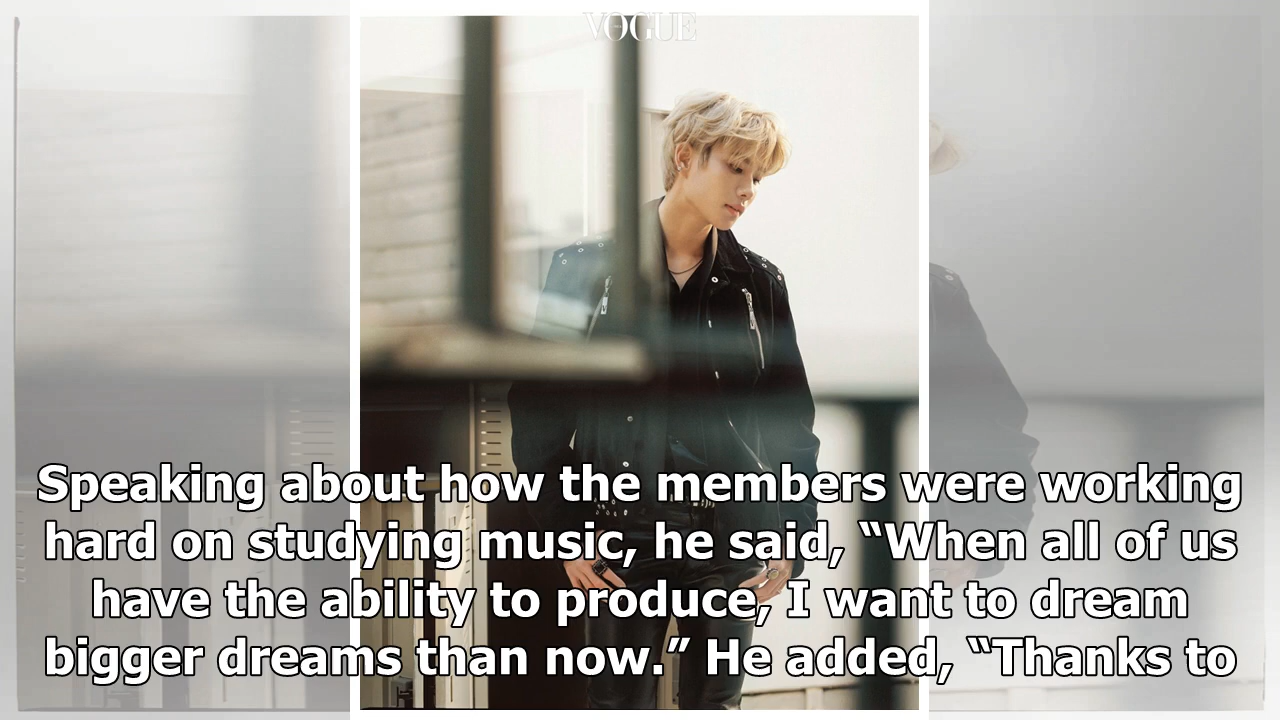 VOGUE
Speaking about how the members were working
hard on studying music, he said, “When all of us
have the ability to produce, I want to dream
bigger dreams than now.” He added, “Thanks to